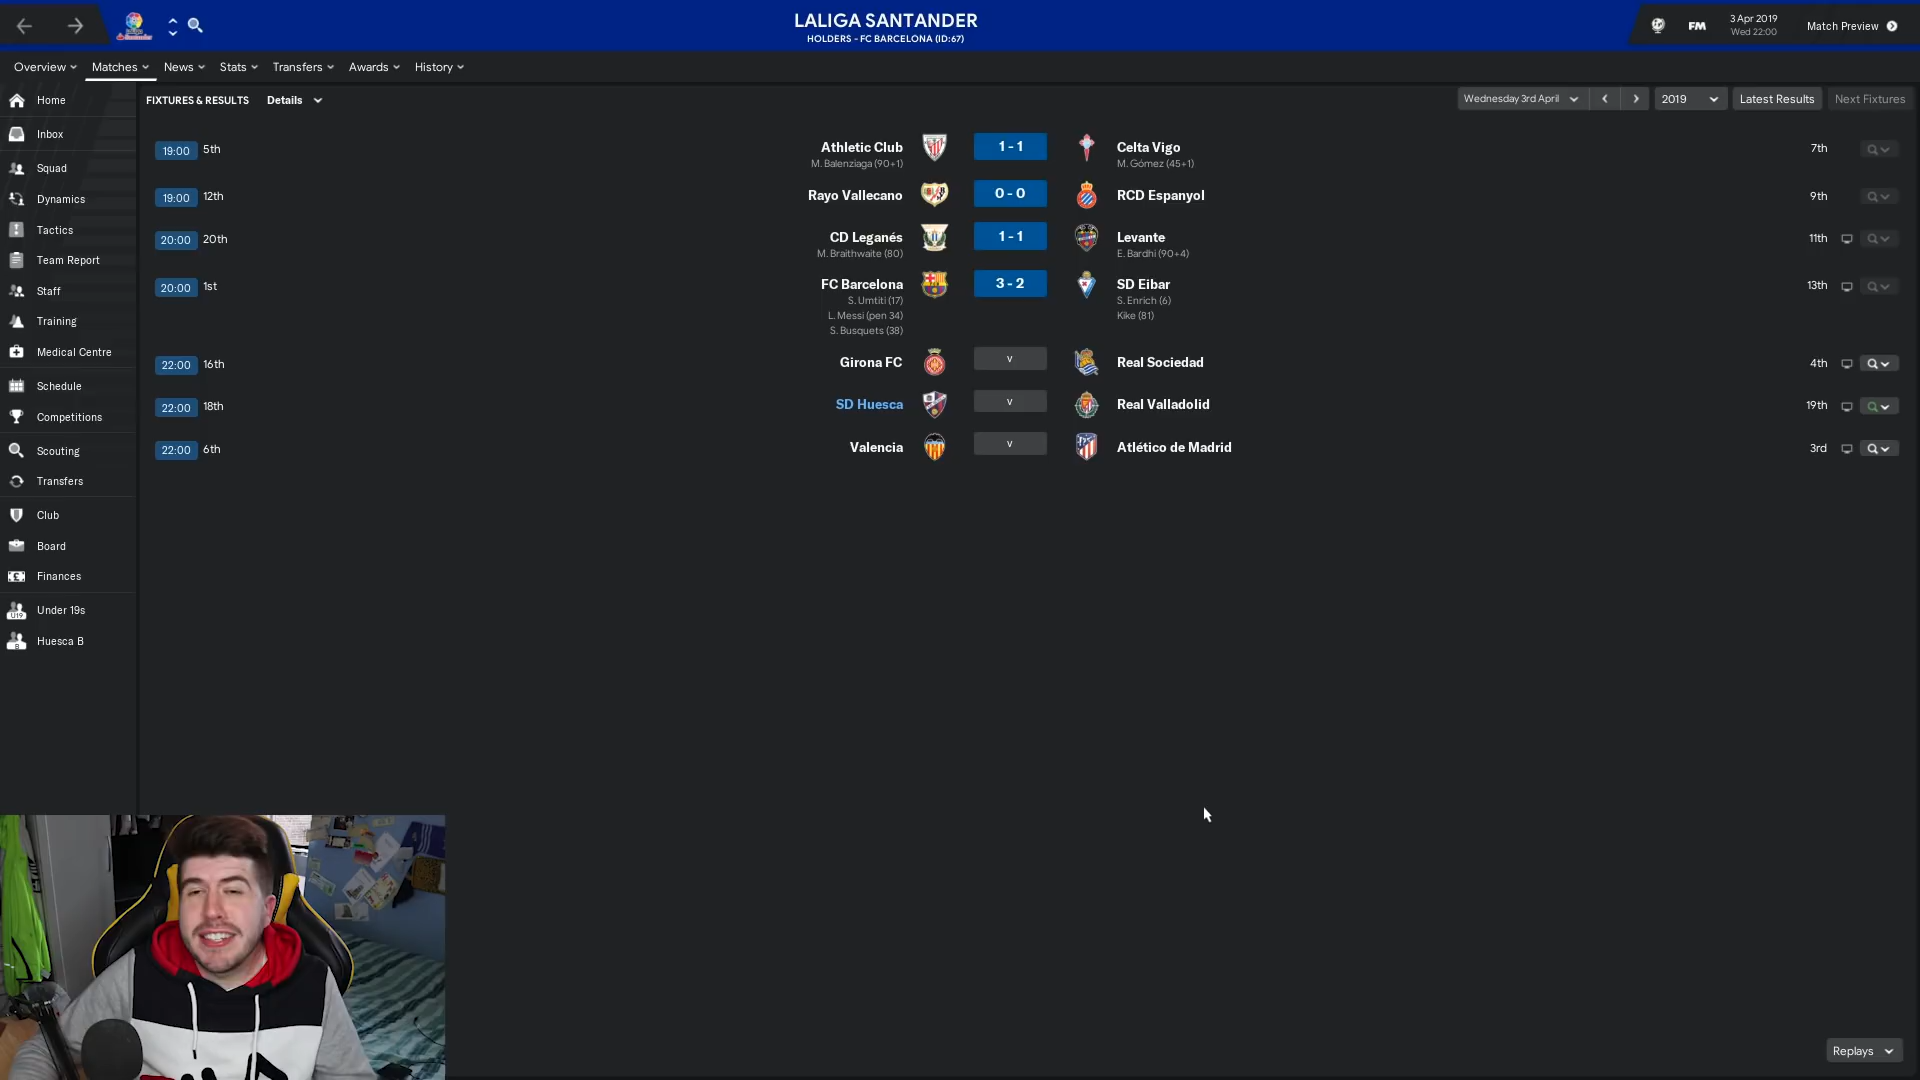 LALIGA SANTANDER
HOLDERS - FC BARCELONA (ID:67)
FM
3 Apr 2019
Wed 22:00
Match Preview
Overview
Matches
News
Stats
Transfers
Awards
History
Home
Inbox
Squad
Dynamics
Tactics
Team Report
Staff
Training
Medical Centre
Schedule
Competitions
Scouting
Transfers
Club
Board
Finances
Under 19s
Huesca B
FIXTURES & RESULTS Details
Wednesday 3rd April
2019
Latest Results
Next Fixtures
19:00 5th Athletic Club 1 - 1 Celta Vigo 7th
M. Balenziaga (90+1) M. Gómez (45+1)
19:00 12th Rayo Vallecano 0 - 0 RCD Espanyol 9th
20:00 20th CD Leganés 1 - 1 Levante 11th
M. Braithwaite (80) E. Bardhi (90+4)
20:00 1st FC Barcelona 3 - 2 SD Eibar 13th
S. Umtiti (17) S. Enrich (6)
L. Messi (pen 34) Kike (81)
S. Busquets (38)
22:00 16th Girona FC v Real Sociedad 4th
22:00 18th SD Huesca v Real Valladolid 19th
22:00 6th Valencia v Atlético de Madrid 3rd
Replays